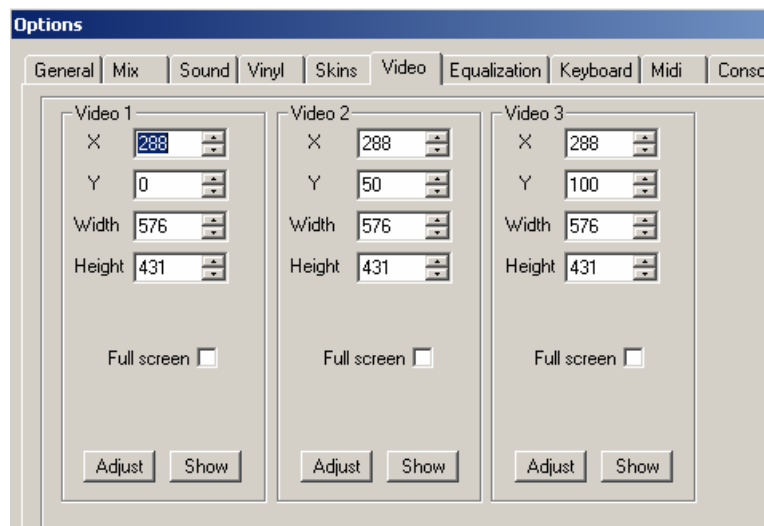 Options
General Mix Sound Vinyl Skins Video Equalization Keyboard Midi
Video 1 Video 2 Video 3
X 288 X 288 X 288
Y 0 Y 50 Y 100
Width 576 Width 576 Width 576
Height 431 Height 431 Height 431
Full screen Full screen Full screen
Adjust Show Adjust Show Adjust Show